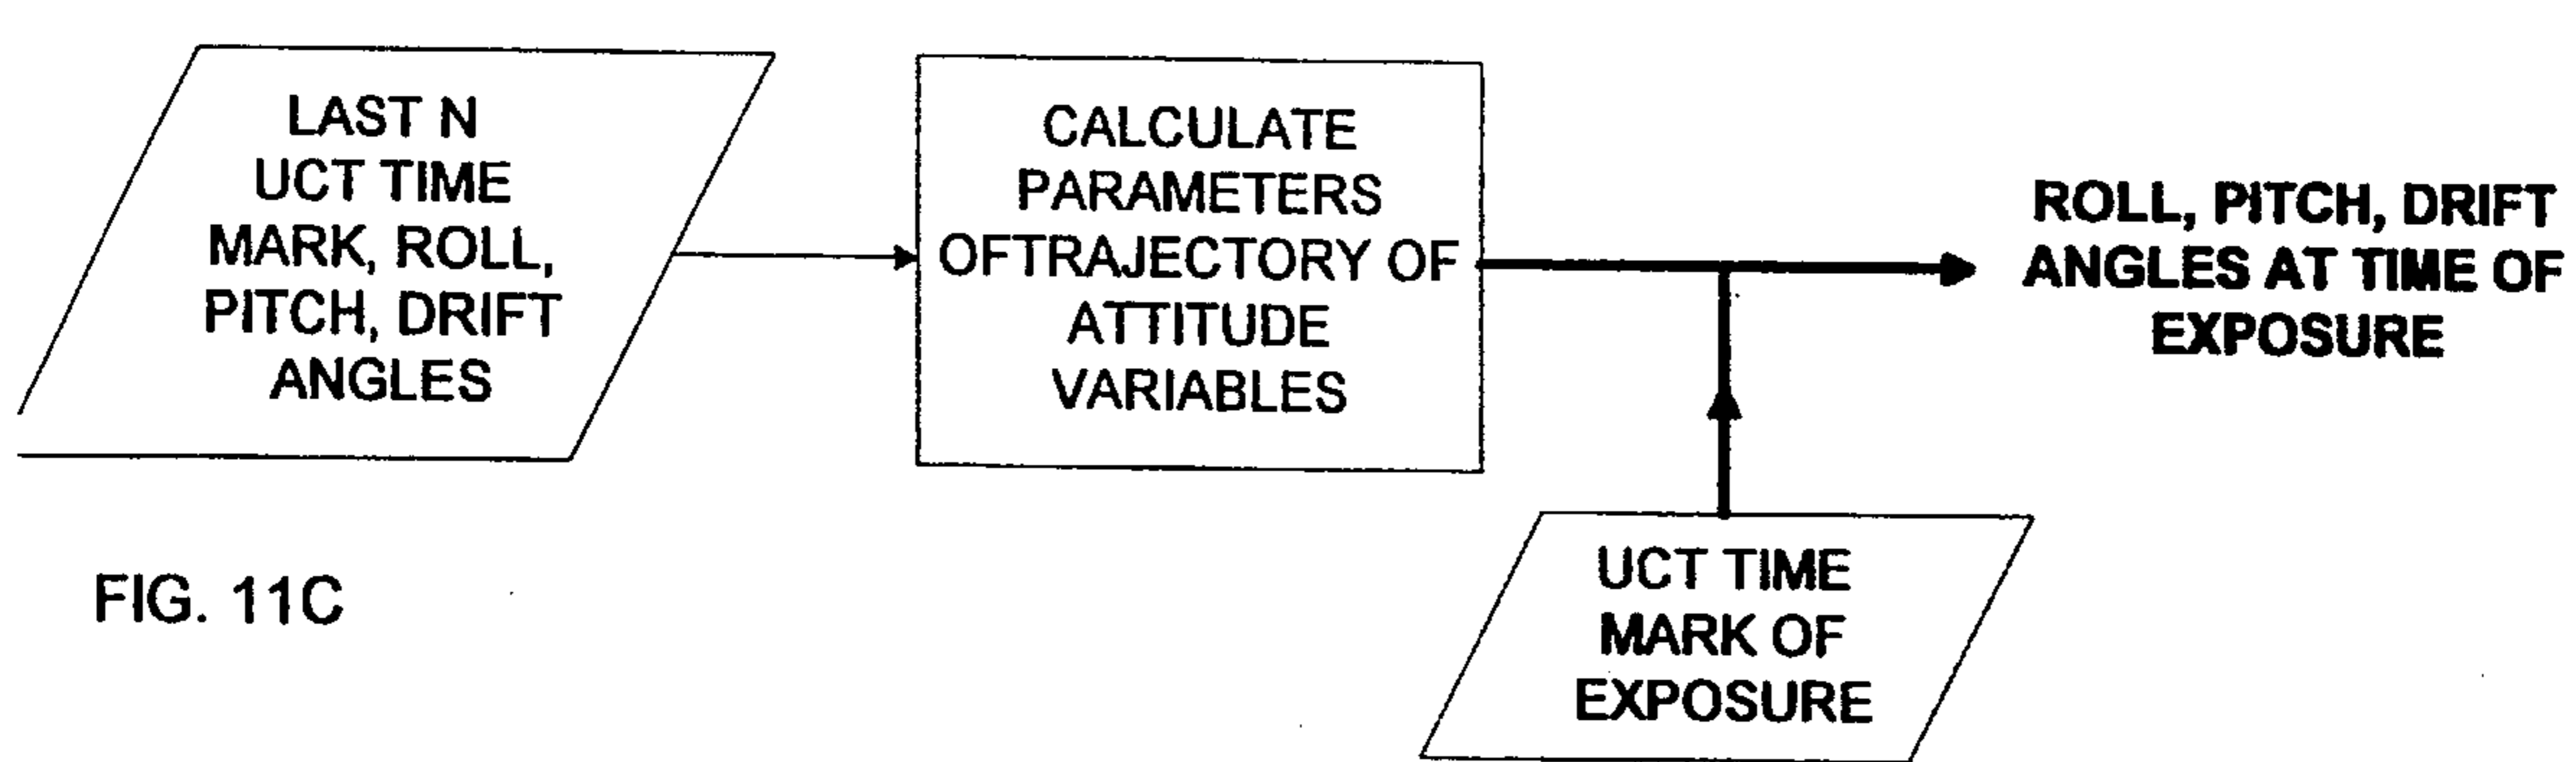 LAST N
UCT TIME
MARK, ROLL,
PITCH, DRIFT
ANGLES
CALCULATE
PARAMETERS
OFTRAJECTORY OF
ATTITUDE
VARIABLES
ROLL, PITCH, DRIFT
ANGLES AT TIME OF
EXPOSURE
UCT TIME
MARK OF
EXPOSURE
FIG. 11C